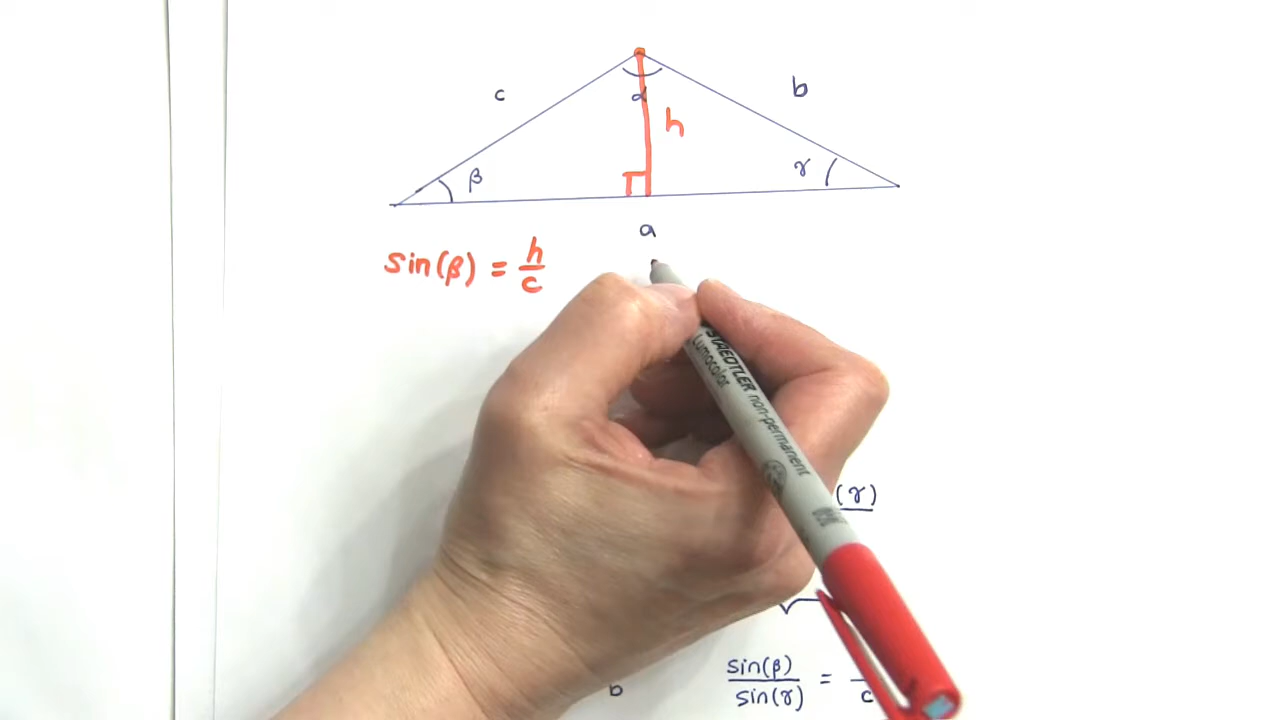 c
b
α
h
β
γ
a
sin(β) = h/c
STAEDTLER non-permanent
Lumocolor
(γ)
b
sin(β)/sin(γ) = /c